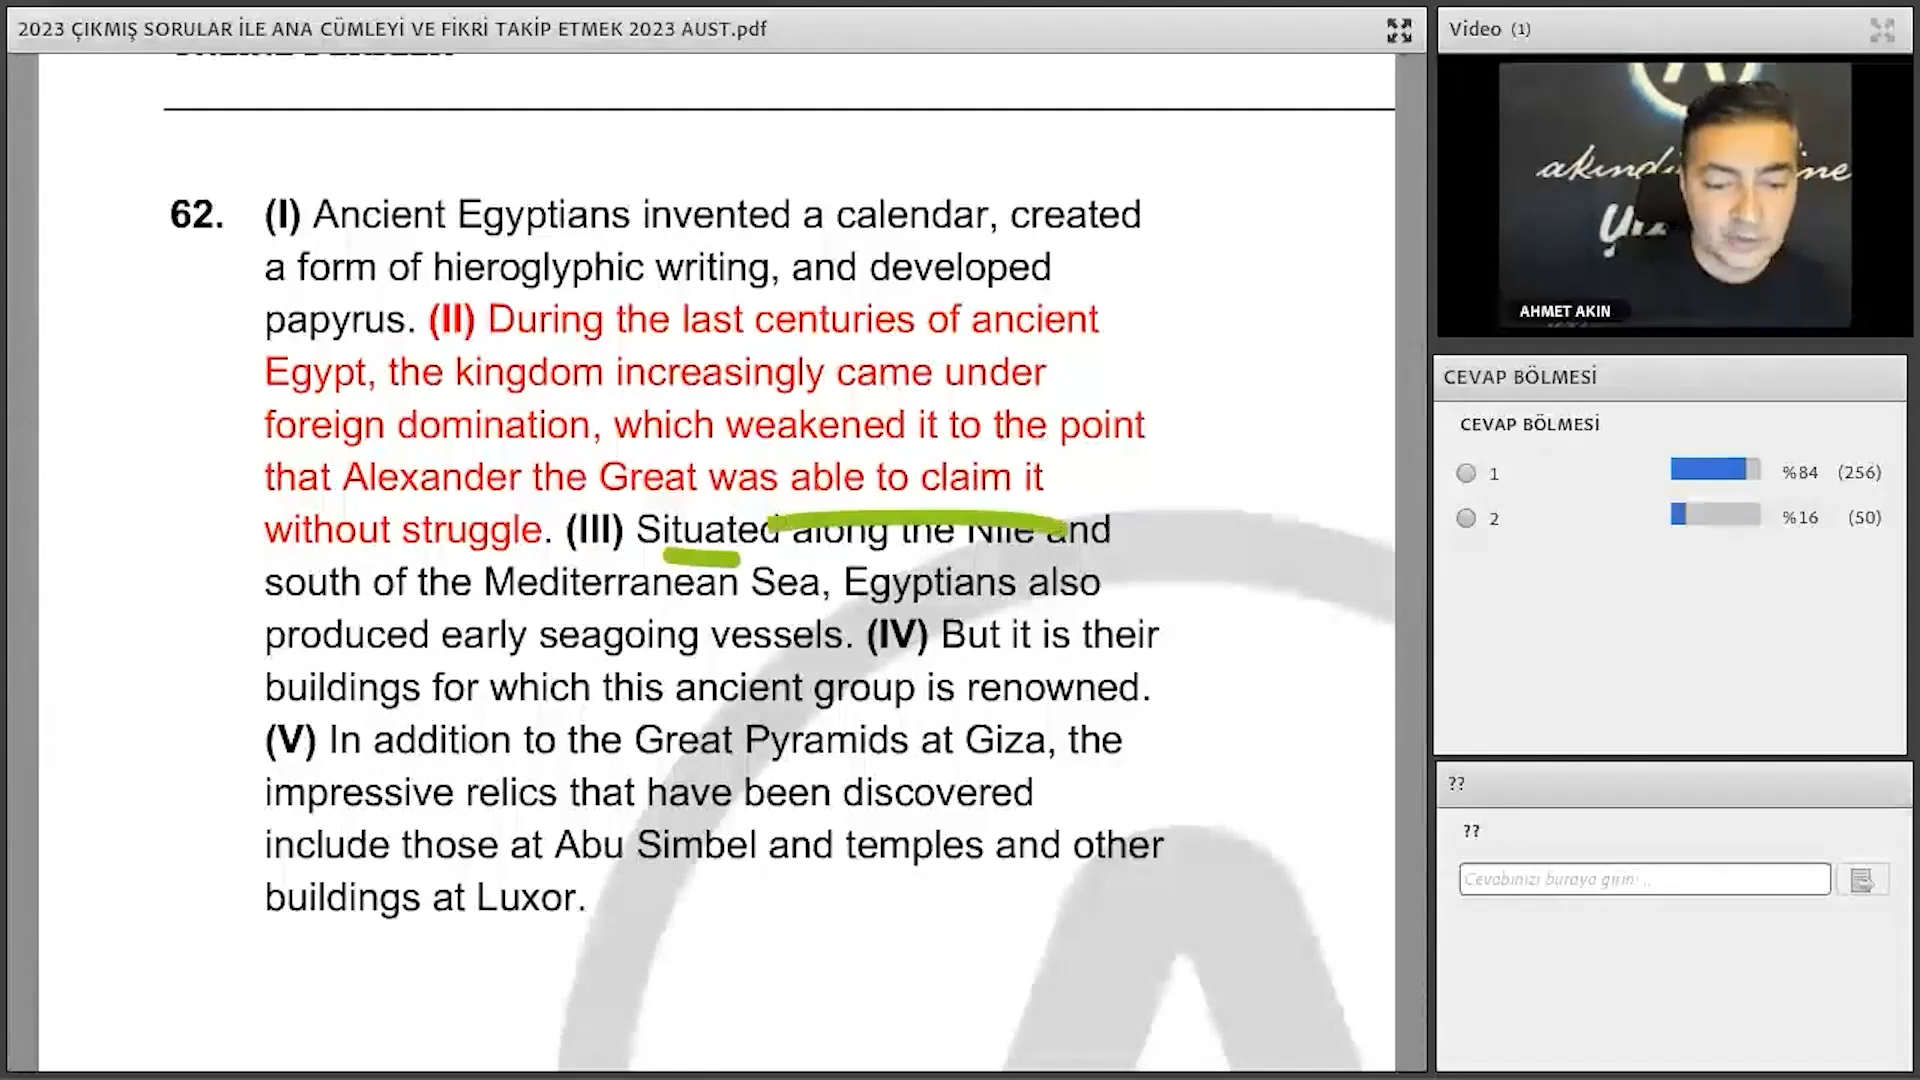 2023 ÇIKMIŞ SORULAR İLE ANA CÜMLEYİ VE FİKRİ TAKİP ETMEK 2023 AUST.pdf
62. (I) Ancient Egyptians invented a calendar, created
a form of hieroglyphic writing, and developed
papyrus. (II) During the last centuries of ancient
Egypt, the kingdom increasingly came under
foreign domination, which weakened it to the point
that Alexander the Great was able to claim it
without struggle. (III) Situated along the Nile and
south of the Mediterranean Sea, Egyptians also
produced early seagoing vessels. (IV) But it is their
buildings for which this ancient group is renowned.
(V) In addition to the Great Pyramids at Giza, the
impressive relics that have been discovered
include those at Abu Simbel and temples and other
buildings at Luxor.
Video (1)
AHMET AKIN
CEVAP BÖLMESİ
CEVAP BÖLMESİ
1 %84 (256)
2 %16 (50)
??
??
Cevabınızı buraya girin! ..